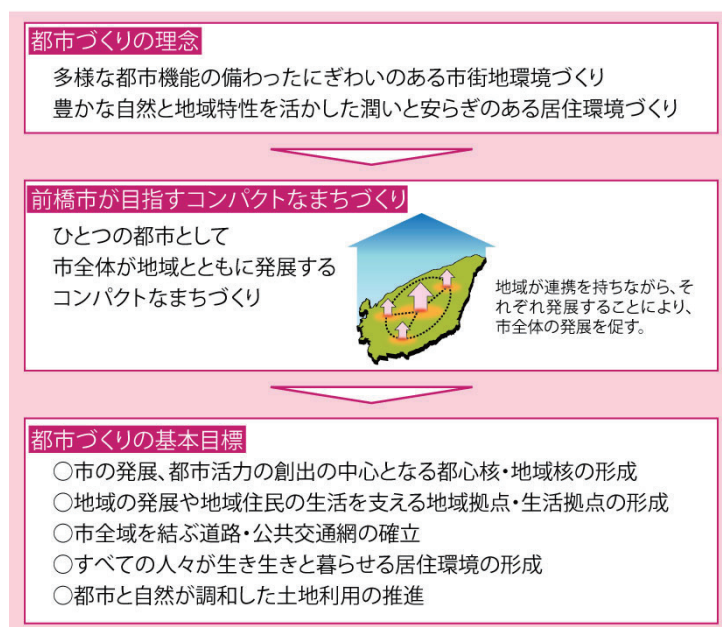 都市づくりの理念
多様な都市機能の備わったにぎわいのある市街地環境づくり
豊かな自然と地域特性を活かした潤いと安らぎのある居住環境づくり
前橋市が目指すコンパクトなまちづくり
ひとつの都市として
市全体が地域とともに発展する
コンパクトなまちづくり
地域が連携を持ちながら、そ
れぞれ発展することにより、
市全体の発展を促す。
都市づくりの基本目標
○市の発展、都市活力の創出の中心となる都心核・地域核の形成
○地域の発展や地域住民の生活を支える地域拠点・生活拠点の形成
○市全域を結ぶ道路・公共交通網の確立
○すべての人々が生き生きと暮らせる居住環境の形成
○都市と自然が調和した土地利用の推進